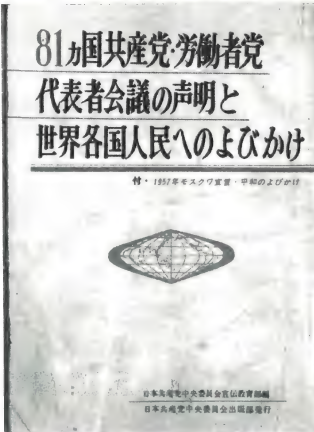 81ヵ国共産党・労働者党
代表者会議の声明と
世界各国人民へのよびかけ
付・1957年モスクワ宣言・平和のよびかけ
日本共産党中央委員会宣伝教育部編
日本共産党中央委員会出版部発行